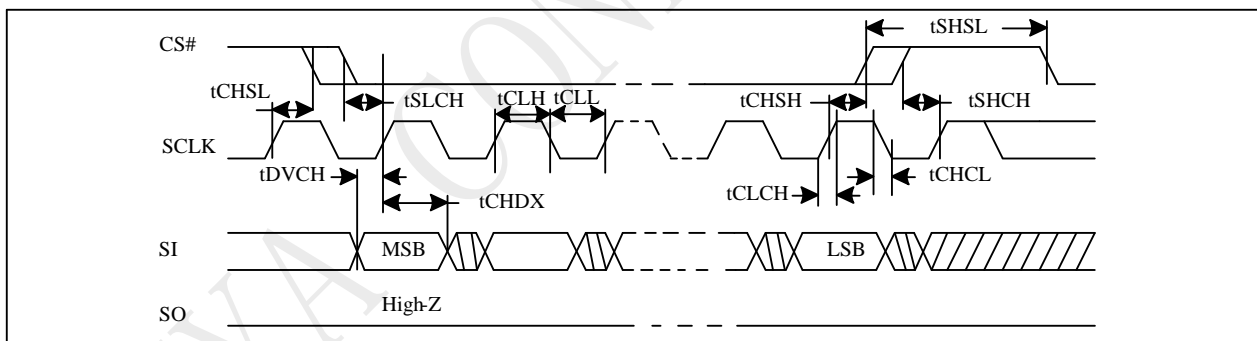 CS#
tSHSL
tCHSL
tSLCH
tCLH
tCLL
tCHSH
tSHCH
SCLK
tDVCH
tCHDX
tCLCH
tCHCL
SI
MSB
LSB
SO
High-Z